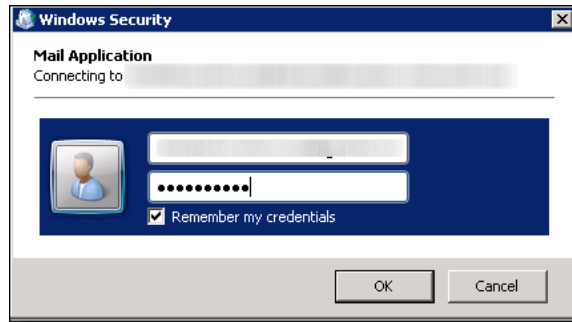 Windows Security
Mail Application
Connecting to
●●●●●●●●●●
Remember my credentials
OK
Cancel